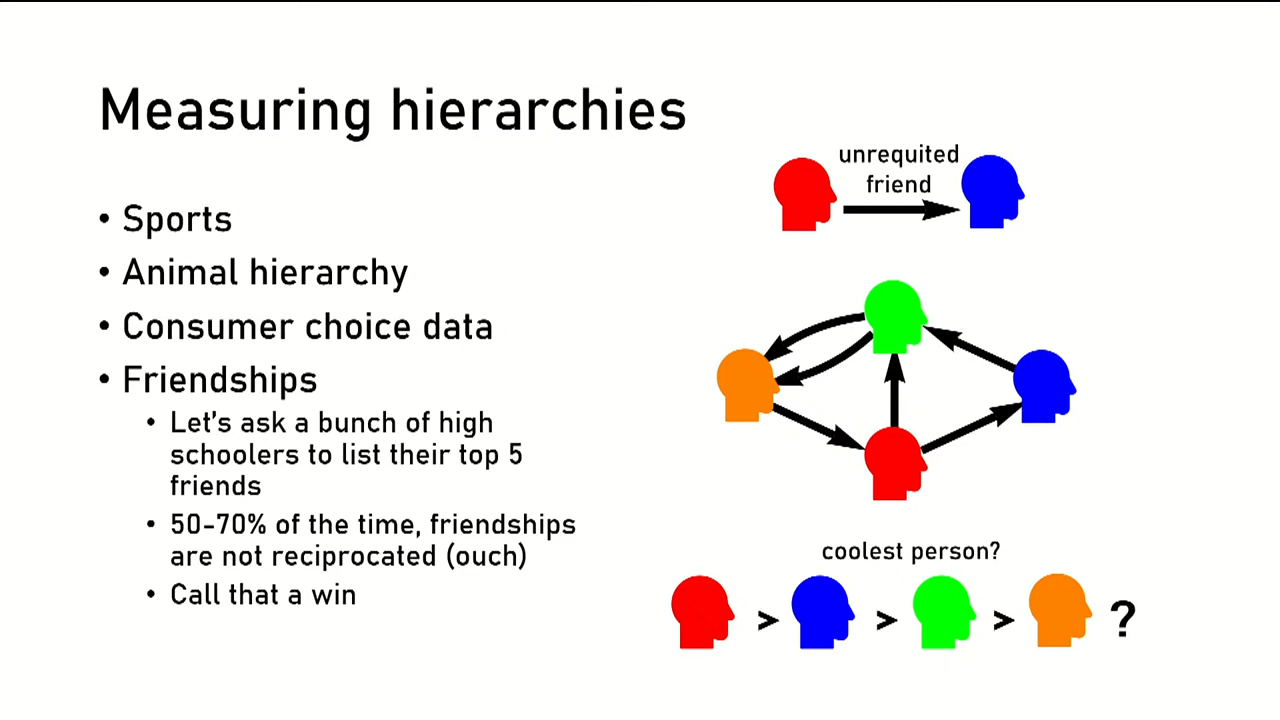 Measuring hierarchies
• Sports
• Animal hierarchy
• Consumer choice data
• Friendships
• Let's ask a bunch of high
schoolers to list their top 5
friends
• 50-70% of the time, friendships
are not reciprocated (ouch)
• Call that a win
unrequited
friend
coolest person?
> > > ?